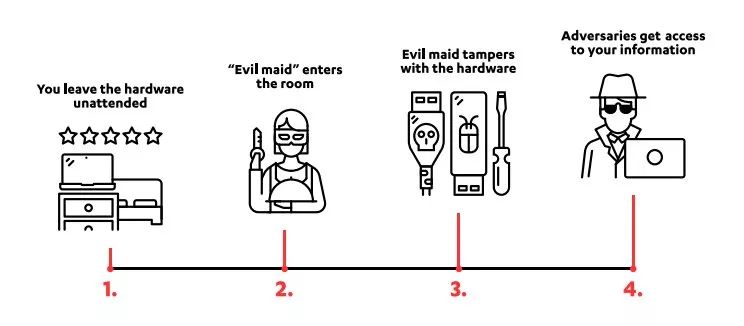 You leave the hardware
unattended
“Evil maid” enters
the room
Evil maid tampers
with the hardware
Adversaries get access
to your information
1.
2.
3.
4.